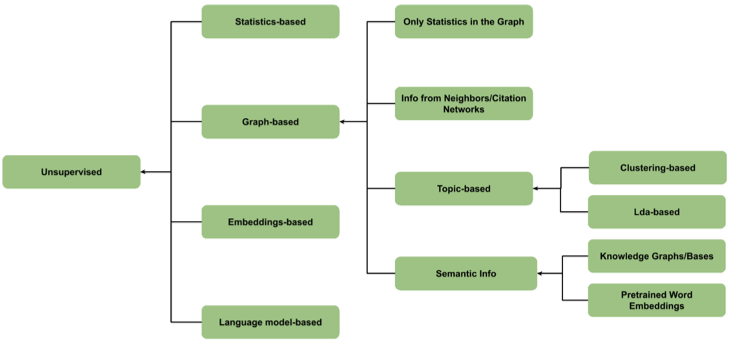 Statistics-based
Only Statistics in the Graph
Info from Neighbors/Citation
Networks
Graph-based
Clustering-based
Unsupervised
Topic-based
Lda-based
Embeddings-based
Knowledge Graphs/Bases
Semantic Info
Pretrained Word
Embeddings
Language model-based